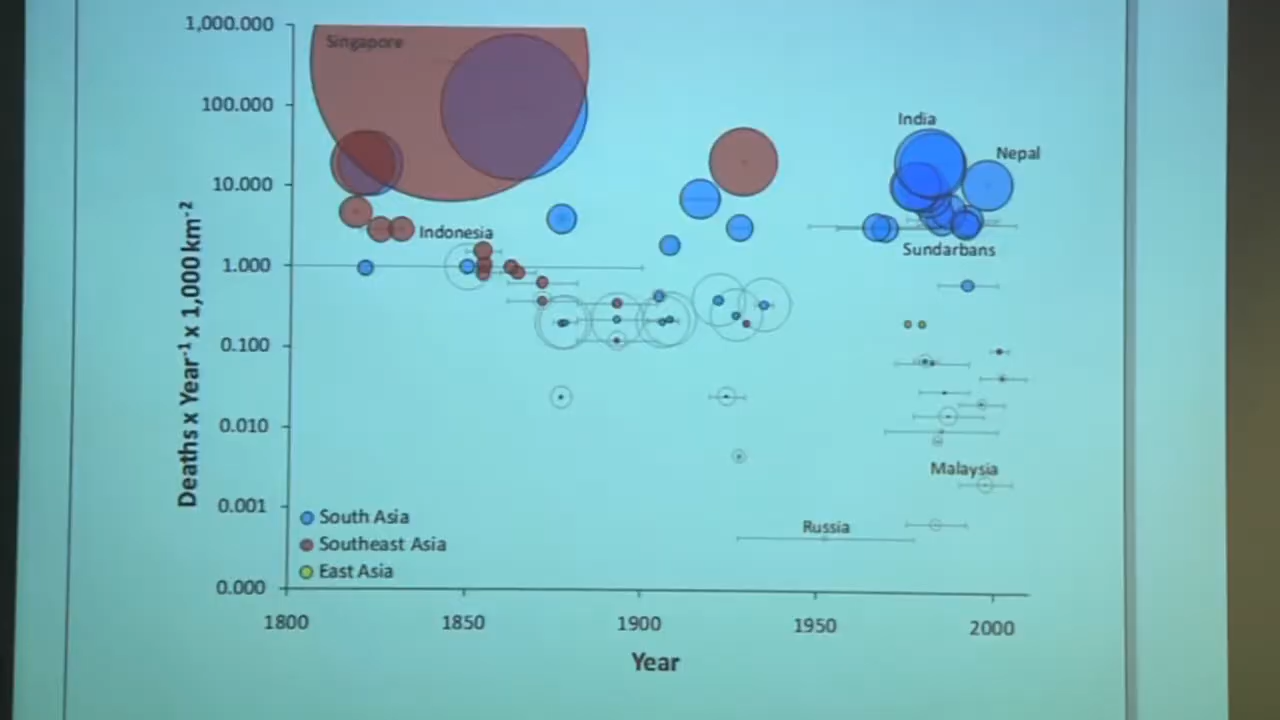 1,000.000
Singapore
100.000
India
Nepal
10.000
Indonesia
Sundarbans
1.000
0.100
0.010
Malaysia
0.001
Russia
0.000
Deaths x Year-1 x 1,000 km-2
South Asia
Southeast Asia
East Asia
1800
1850
1900
1950
2000
Year